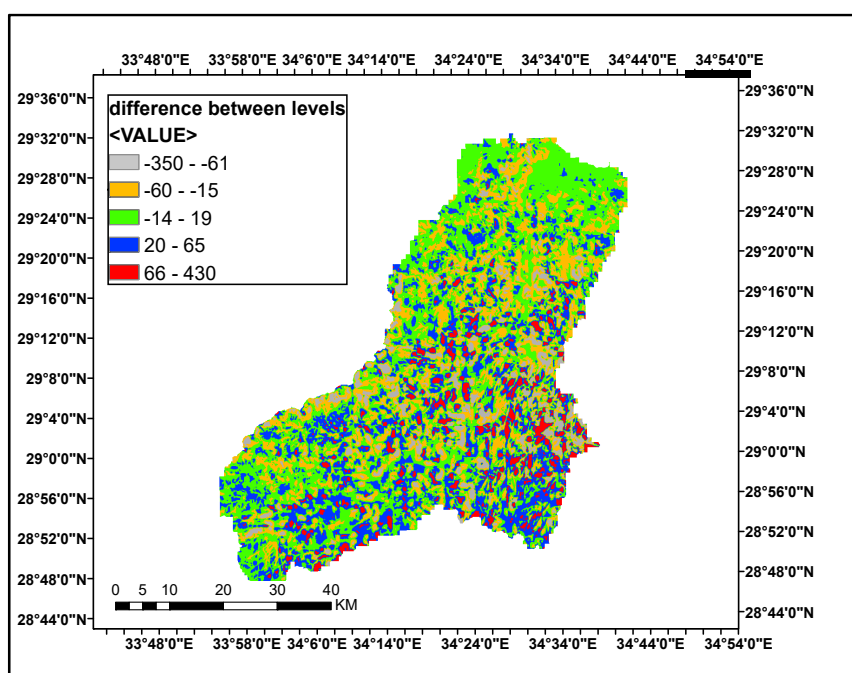 33°48'0"E 33°58'0"E 34°6'0"E 34°14'0"E 34°24'0"E 34°34'0"E 34°44'0"E 34°54'0"E
29°36'0"N 29°36'0"N
difference between levels
<VALUE>
-350 - -61
-60 - -15
-14 - 19
20 - 65
66 - 430
29°32'0"N 29°32'0"N
29°28'0"N 29°28'0"N
29°24'0"N 29°24'0"N
29°20'0"N 29°20'0"N
29°16'0"N 29°16'0"N
29°12'0"N 29°12'0"N
29°8'0"N 29°8'0"N
29°4'0"N 29°4'0"N
29°0'0"N 29°0'0"N
28°56'0"N 28°56'0"N
28°52'0"N 28°52'0"N
28°48'0"N 28°48'0"N
0 5 10 20 30 40
KM
28°44'0"N 28°44'0"N
33°48'0"E 33°58'0"E 34°6'0"E 34°14'0"E 34°24'0"E 34°34'0"E 34°44'0"E 34°54'0"E